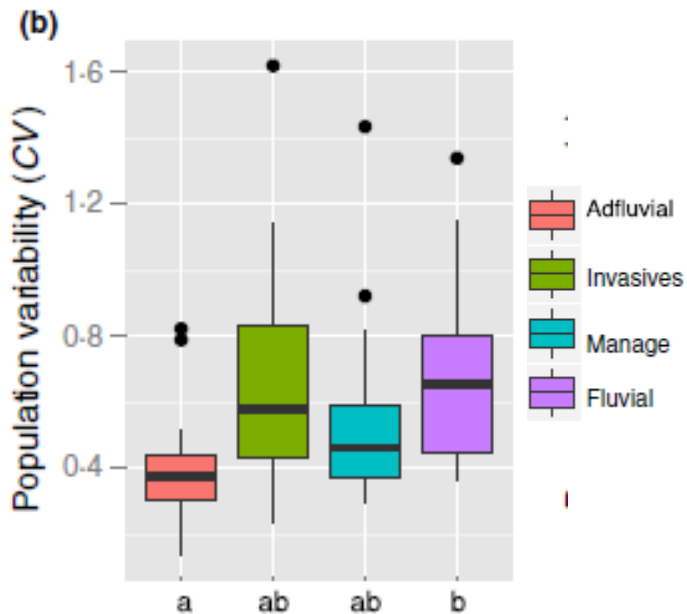 (b)
Population variability (CV)
1·6
1·2
0·8
0·4
a ab ab b
Adfluvial
Invasives
Manage
Fluvial